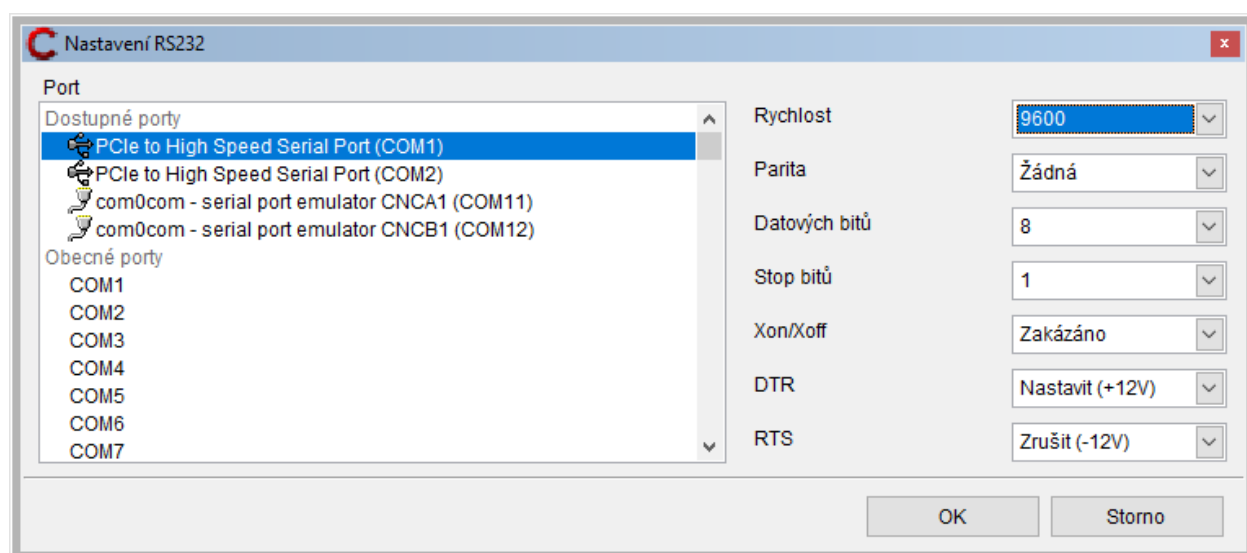 Nastavení RS232
Port
Dostupné porty
PCIe to High Speed Serial Port (COM1)
PCIe to High Speed Serial Port (COM2)
com0com - serial port emulator CNCA1 (COM11)
com0com - serial port emulator CNCB1 (COM12)
Obecné porty
COM1
COM2
COM3
COM4
COM5
COM6
COM7
Rychlost 9600
Parita Žádná
Datových bitů 8
Stop bitů 1
Xon/Xoff Zakázáno
DTR Nastavit (+12V)
RTS Zrušit (-12V)
OK Storno